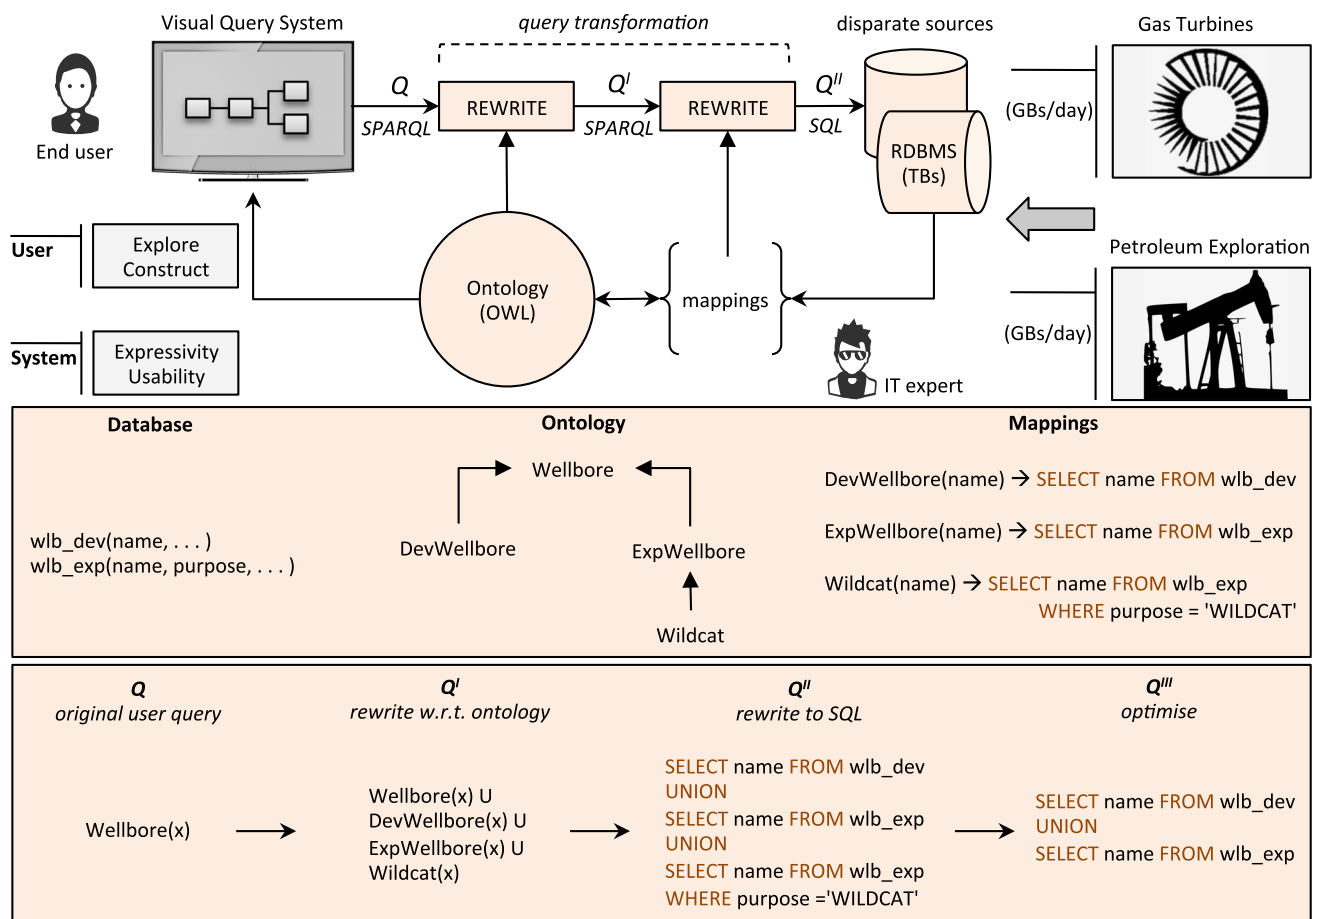 Visual Query System
query transformation
disparate sources
Gas Turbines
End user
Q
SPARQL
REWRITE
Qᴵ
SPARQL
REWRITE
Qᴵᴵ
SQL
RDBMS
(TBs)
(GBs/day)
User
Explore
Construct
System
Expressivity
Usability
Ontology
(OWL)
mappings
IT expert
Petroleum Exploration
(GBs/day)
Database
wlb_dev(name, . . . )
wlb_exp(name, purpose, . . . )
Ontology
Wellbore
DevWellbore
ExpWellbore
Wildcat
Mappings
DevWellbore(name) → SELECT name FROM wlb_dev
ExpWellbore(name) → SELECT name FROM wlb_exp
Wildcat(name) → SELECT name FROM wlb_exp
WHERE purpose = 'WILDCAT'
Q
original user query
Wellbore(x)
Qᴵ
rewrite w.r.t. ontology
Wellbore(x) U
DevWellbore(x) U
ExpWellbore(x) U
Wildcat(x)
Qᴵᴵ
rewrite to SQL
SELECT name FROM wlb_dev
UNION
SELECT name FROM wlb_exp
UNION
SELECT name FROM wlb_exp
WHERE purpose ='WILDCAT'
Qᴵᴵᴵ
optimise
SELECT name FROM wlb_dev
UNION
SELECT name FROM wlb_exp